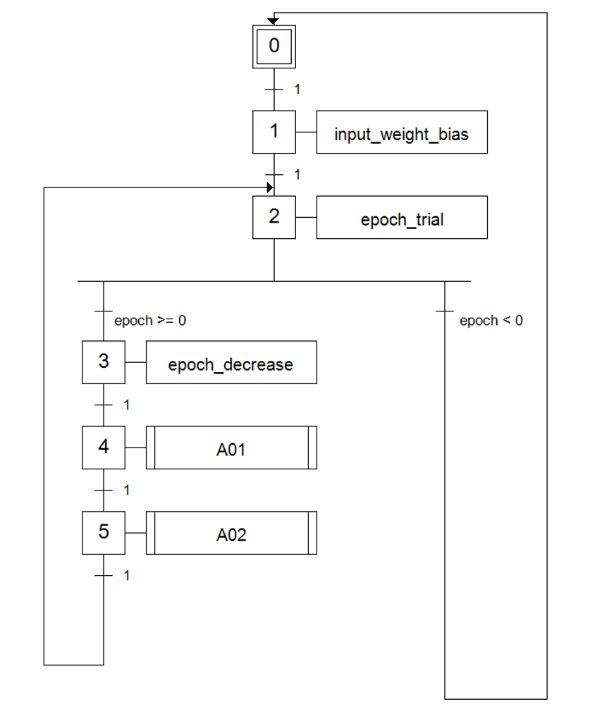 0
1
1
input_weight_bias
1
2
epoch_trial
epoch >= 0
epoch < 0
3
epoch_decrease
1
4
A01
1
5
A02
1